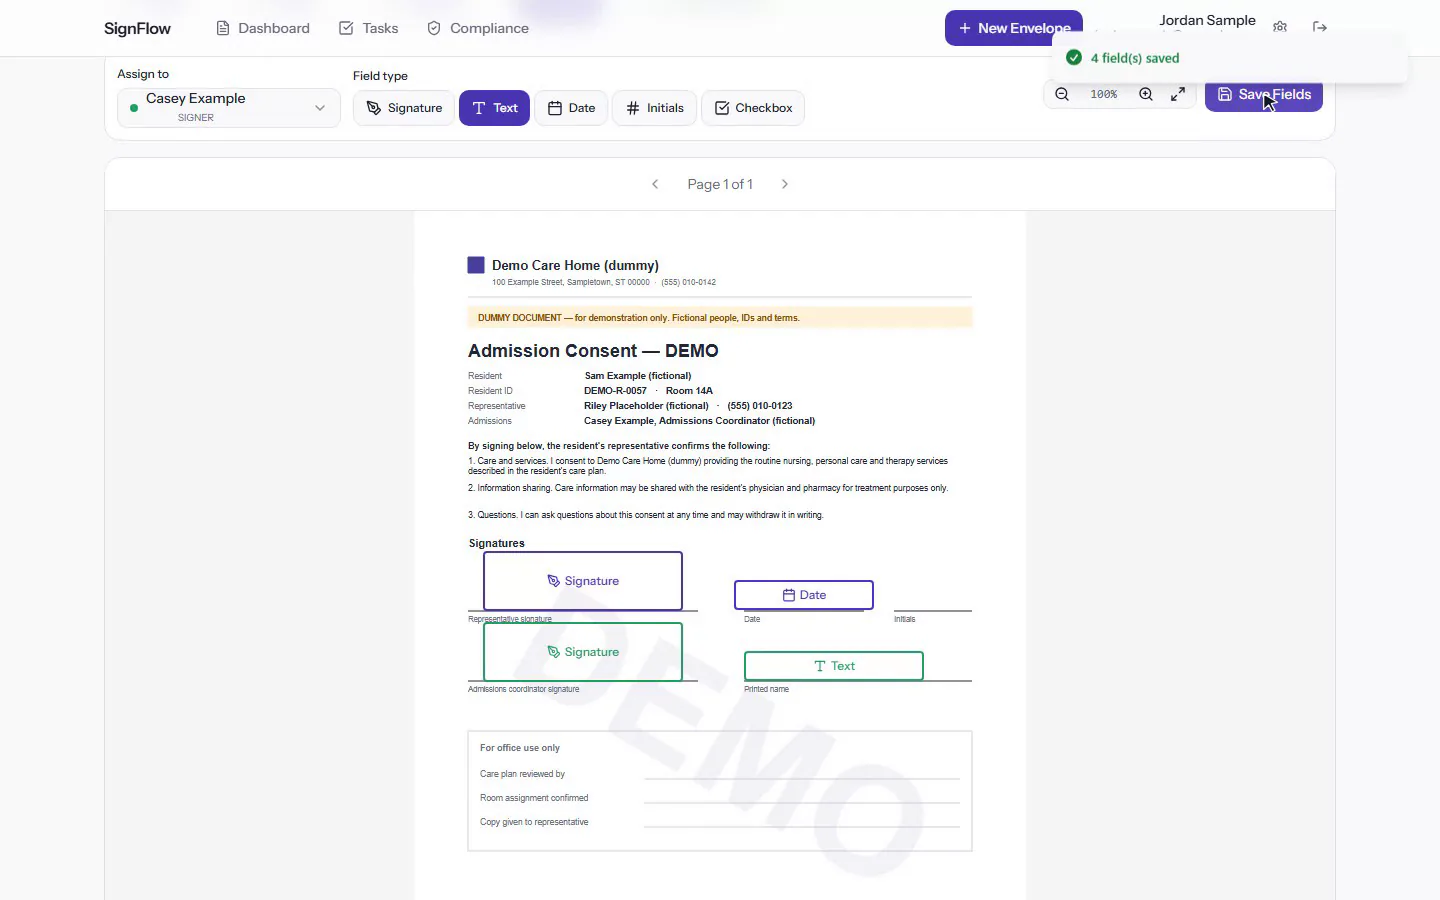 SignFlow
Dashboard
Tasks
Compliance
New Envelope
Jordan Sample
4 field(s) saved
Assign to
Casey Example
SIGNER
Field type
Signature
Text
Date
Initials
Checkbox
100%
Save Fields
Page 1 of 1
Demo Care Home (dummy)
100 Example Street, Sampletown, ST 00000 · (555) 010-0142
DUMMY DOCUMENT — for demonstration only. Fictional people, IDs and terms.
Admission Consent — DEMO
Resident Sam Example (fictional)
Resident ID DEMO-R-0057 · Room 14A
Representative Riley Placeholder (fictional) · (555) 010-0123
Admissions Casey Example, Admissions Coordinator (fictional)
By signing below, the resident's representative confirms the following:
1. Care and services. I consent to Demo Care Home (dummy) providing the routine nursing, personal care and therapy services
described in the resident's care plan.
2. Information sharing. Care information may be shared with the resident's physician and pharmacy for treatment purposes only.
3. Questions. I can ask questions about this consent at any time and may withdraw it in writing.
Signatures
Signature
Date
Representative signature
Date
Initials
Signature
Text
Admissions coordinator signature
Printed name
DEMO
For office use only
Care plan reviewed by
Room assignment confirmed
Copy given to representative